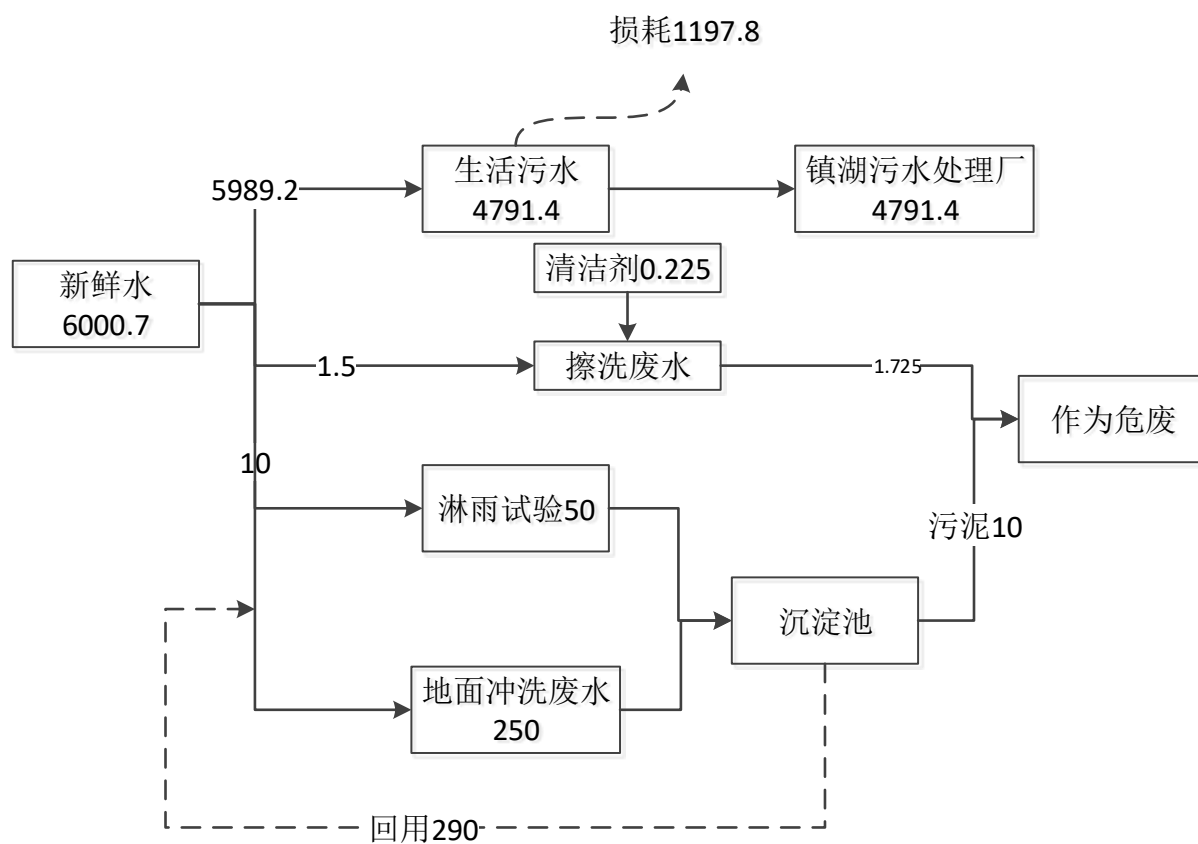 损耗1197.8
生活污水
4791.4
镇湖污水处理厂
4791.4
5989.2
清洁剂0.225
新鲜水
6000.7
1.5
擦洗废水
1.725
作为危废
10
淋雨试验50
污泥10
沉淀池
地面冲洗废水
250
回用290